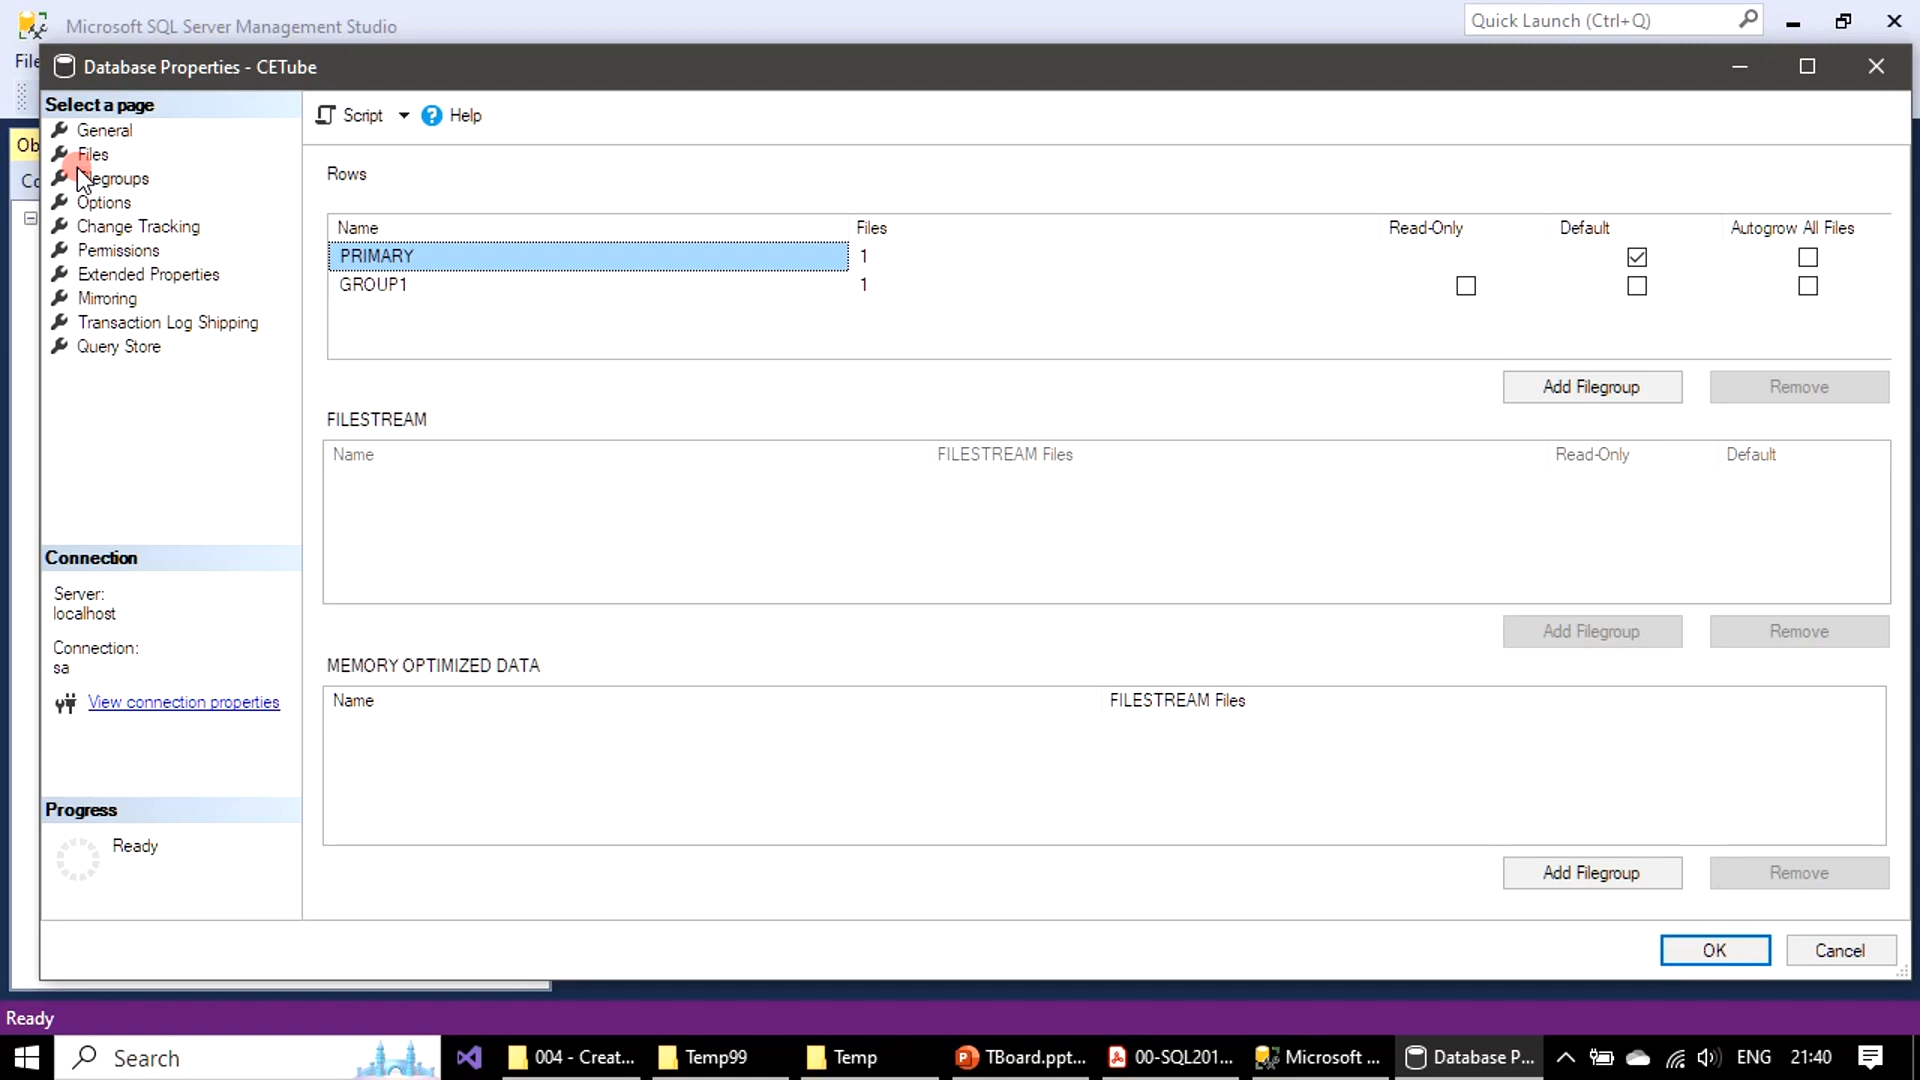 Microsoft SQL Server Management Studio
Quick Launch (Ctrl+Q)
File
Database Properties - CETube
Select a page
General
Files
Filegroups
Options
Change Tracking
Permissions
Extended Properties
Mirroring
Transaction Log Shipping
Query Store
Ob
Co
Script
Help
Rows
Name Files Read-Only Default Autogrow All Files
PRIMARY 1
GROUP1 1
Add Filegroup Remove
FILESTREAM
Name FILESTREAM Files Read-Only Default
Add Filegroup Remove
MEMORY OPTIMIZED DATA
Name FILESTREAM Files
Add Filegroup Remove
Connection
Server:
localhost
Connection:
sa
View connection properties
Progress
Ready
OK Cancel
Ready
Search
004 - Creat...
Temp99
Temp
TBoard.ppt...
00-SQL201...
Microsoft ...
Database P...
ENG
21:40